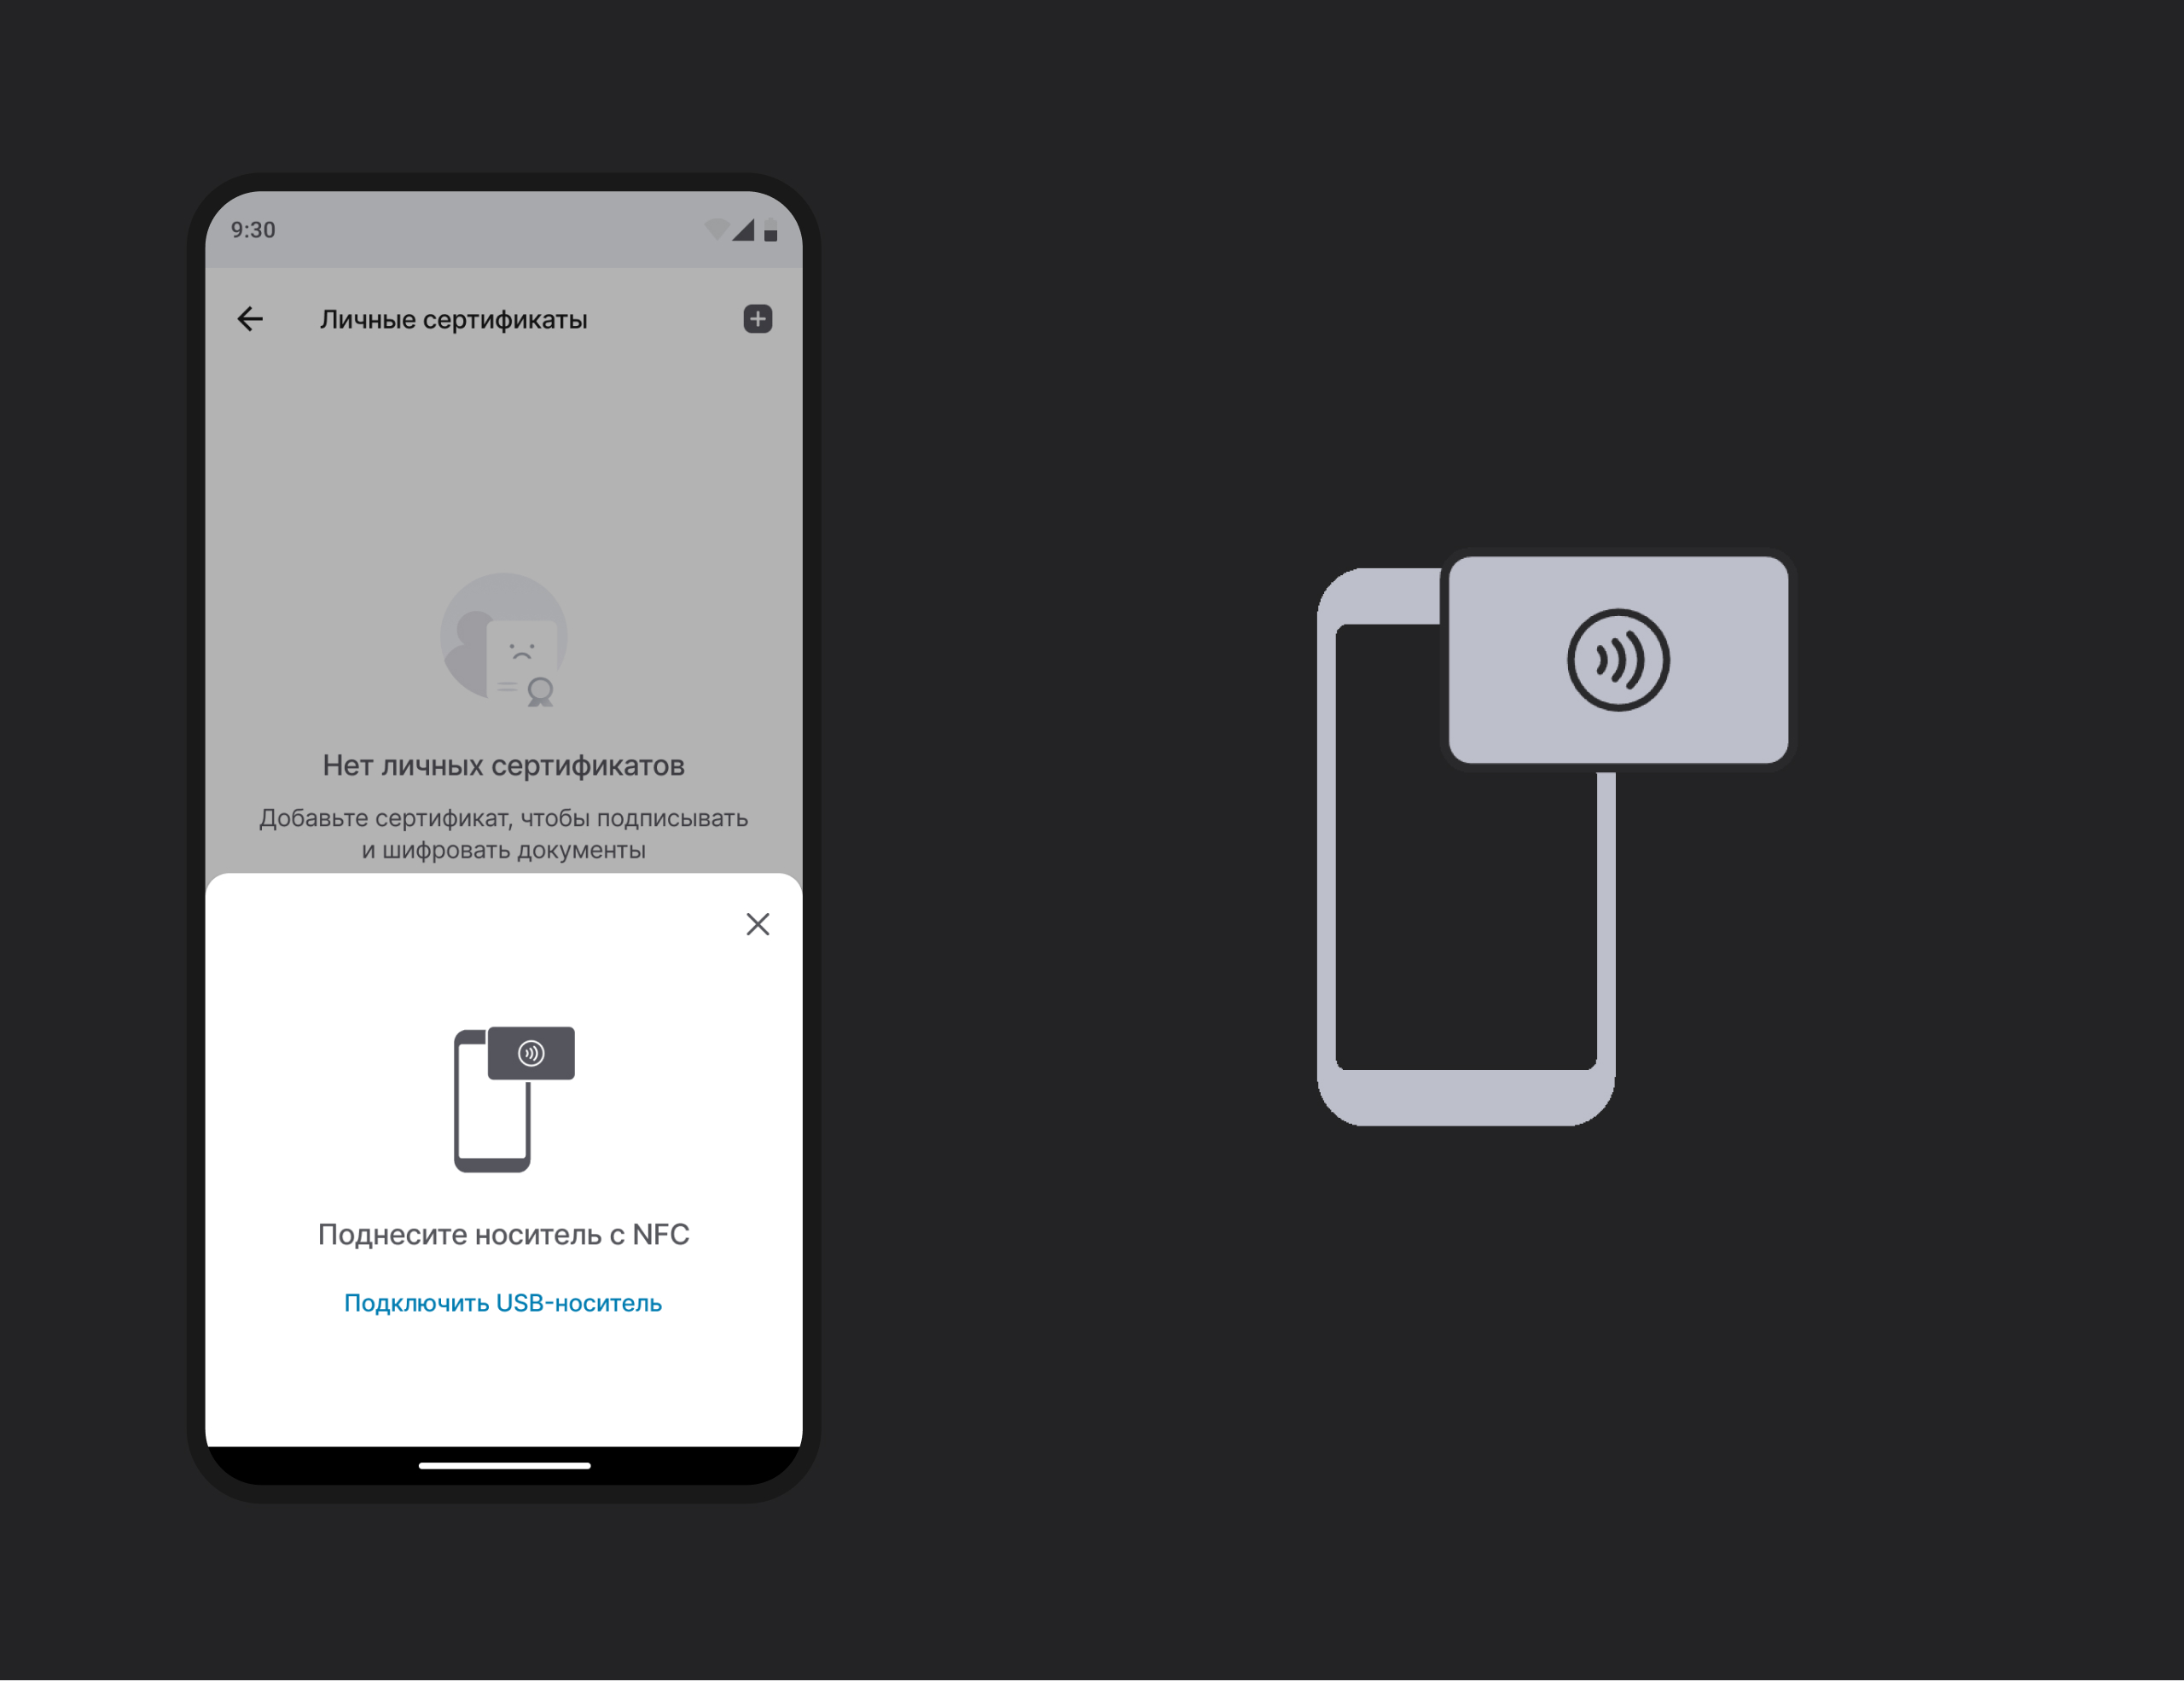 9:30
Личные сертификаты
Нет личных сертификатов
Добавьте сертификат, чтобы подписывать
и шифровать документы
Поднесите носитель с NFC
Подключить USB-носитель